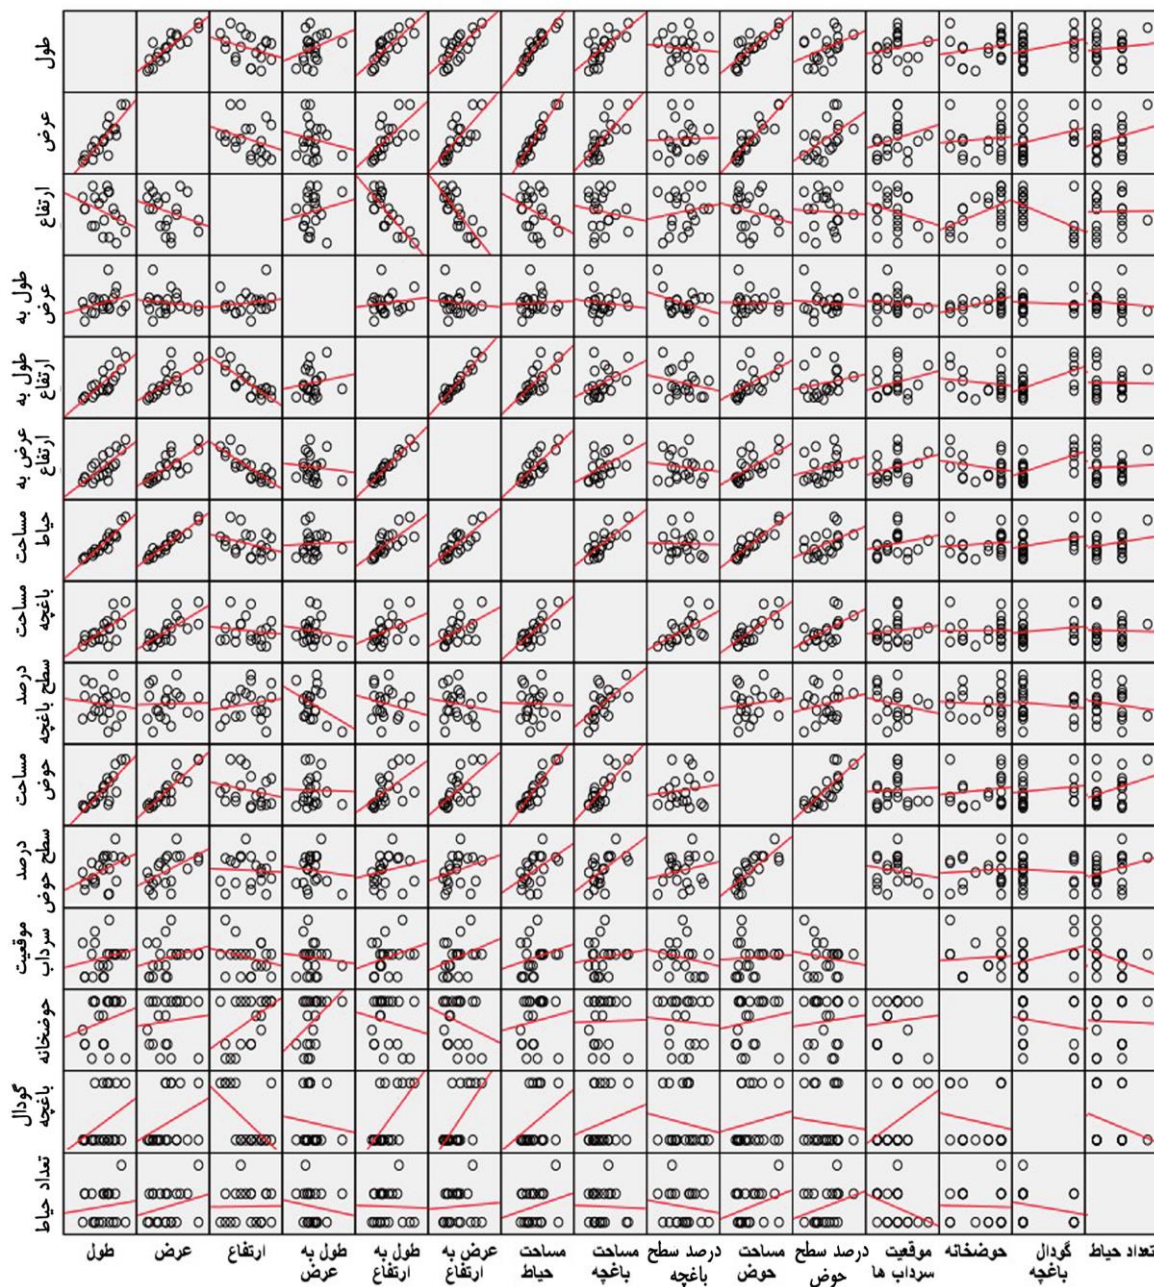 طول
عرض
ارتفاع
طول به
عرض
طول به
ارتفاع
عرض به
ارتفاع
مساحت
حیاط
مساحت
باغچه
درصد
سطح باغچه
مساحت
حوض
درصد
سطح حوض
موقعیت
سرداب
حوضخانه
گودال
باغچه
تعداد حیاط
طول
عرض
ارتفاع
طول به
عرض
طول به
ارتفاع
عرض به
ارتفاع
مساحت
حیاط
مساحت
باغچه
درصد سطح
باغچه
مساحت
حوض
درصد سطح
حوض
موقعیت
سرداب ها
حوضخانه
گودال
باغچه
تعداد حیاط